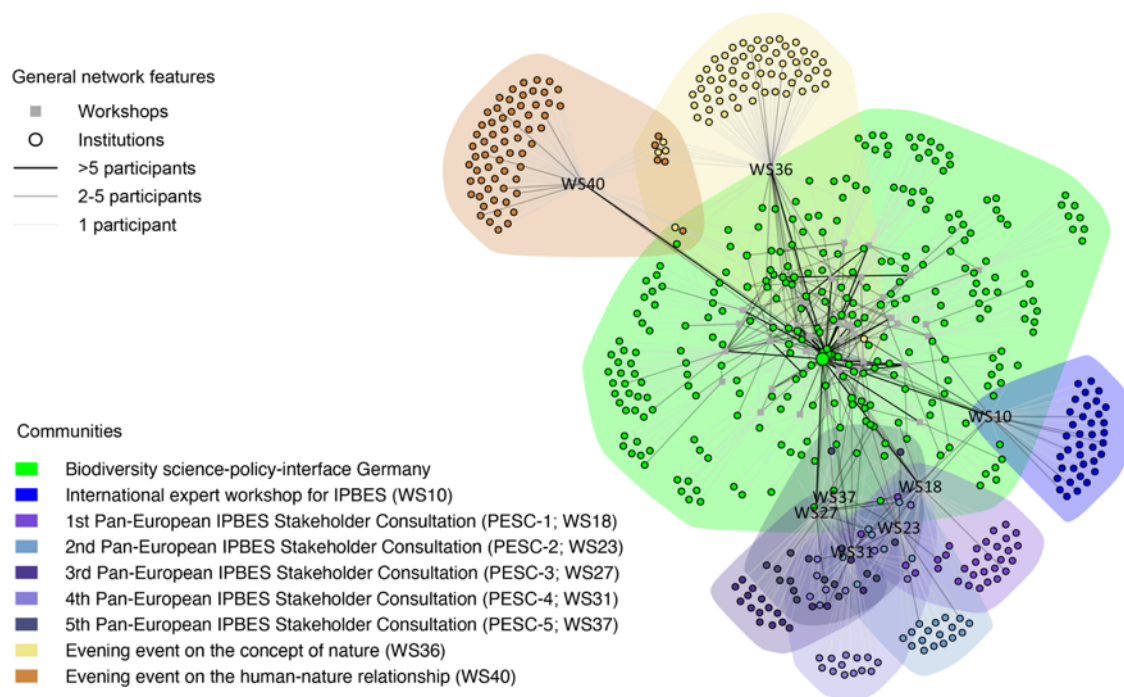 General network features
Workshops
Institutions
>5 participants
2-5 participants
1 participant
WS40
WS36
WS10
WS18
WS37
WS27
WS23
WS31
Communities
Biodiversity science-policy-interface Germany
International expert workshop for IPBES (WS10)
1st Pan-European IPBES Stakeholder Consultation (PESC-1; WS18)
2nd Pan-European IPBES Stakeholder Consultation (PESC-2; WS23)
3rd Pan-European IPBES Stakeholder Consultation (PESC-3; WS27)
4th Pan-European IPBES Stakeholder Consultation (PESC-4; WS31)
5th Pan-European IPBES Stakeholder Consultation (PESC-5; WS37)
Evening event on the concept of nature (WS36)
Evening event on the human-nature relationship (WS40)